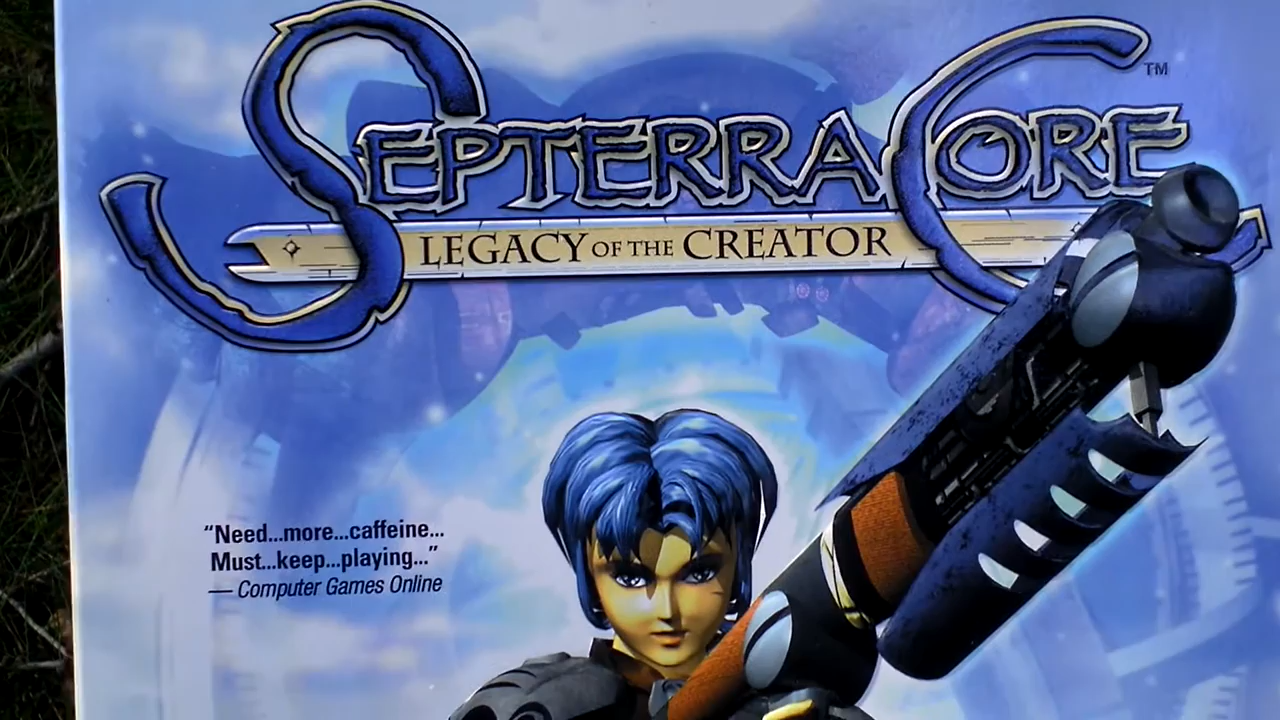 SEPTERRA CORE™
LEGACY OF THE CREATOR
“Need...more...caffeine...
Must...keep...playing...”
— Computer Games Online